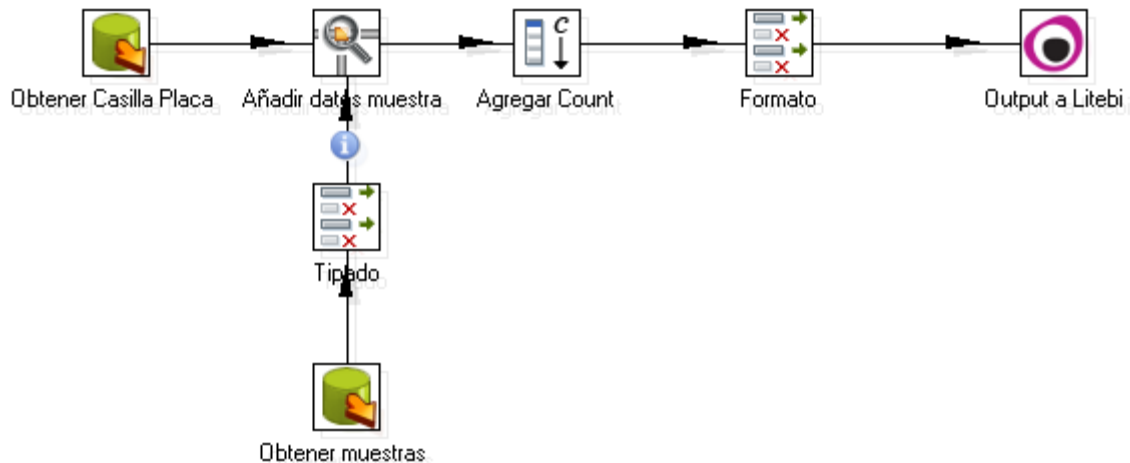 Obtener Casilla Placa
Añadir datos muestra
Agregar Count
Formato
Output a Litebi
Tipado
Obtener muestras